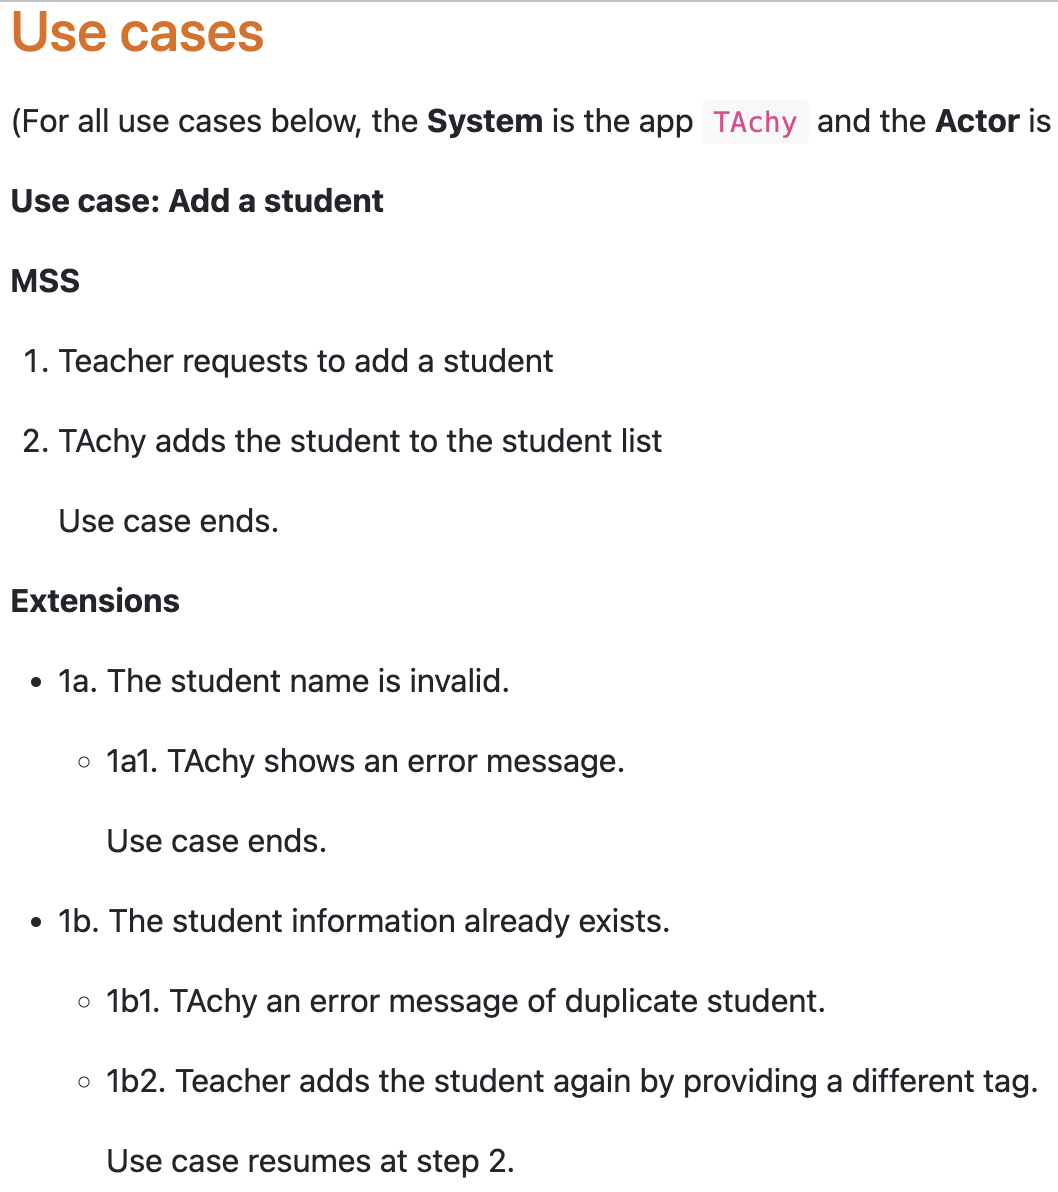 Use cases
(For all use cases below, the System is the app TAchy and the Actor is
Use case: Add a student
MSS
1. Teacher requests to add a student
2. TAchy adds the student to the student list
Use case ends.
Extensions
• 1a. The student name is invalid.
◦ 1a1. TAchy shows an error message.
Use case ends.
• 1b. The student information already exists.
◦ 1b1. TAchy an error message of duplicate student.
◦ 1b2. Teacher adds the student again by providing a different tag.
Use case resumes at step 2.